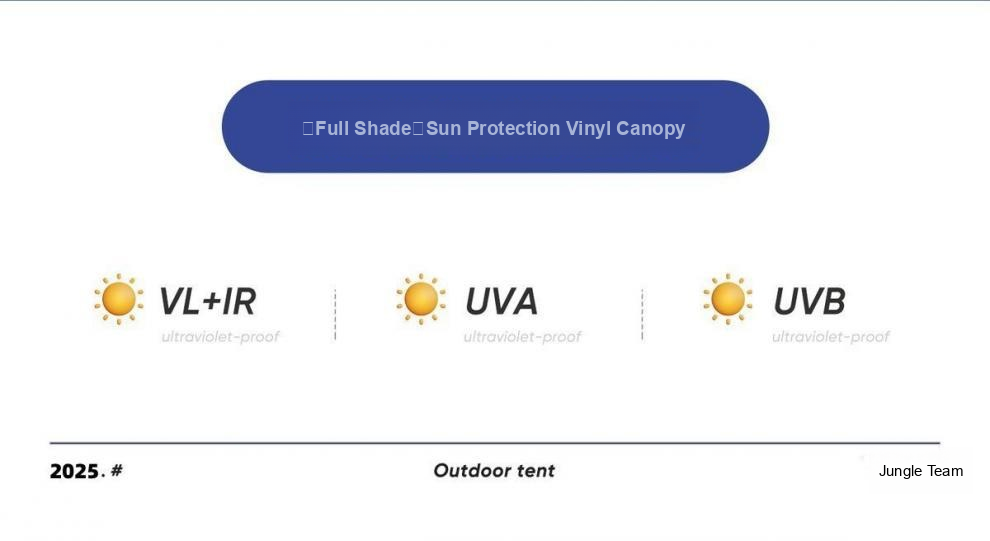 □Full Shade□Sun Protection Vinyl Canopy
VL+IR
ultraviolet-proof
UVA
ultraviolet-proof
UVB
ultraviolet-proof
2025. #
Outdoor tent
Jungle Team